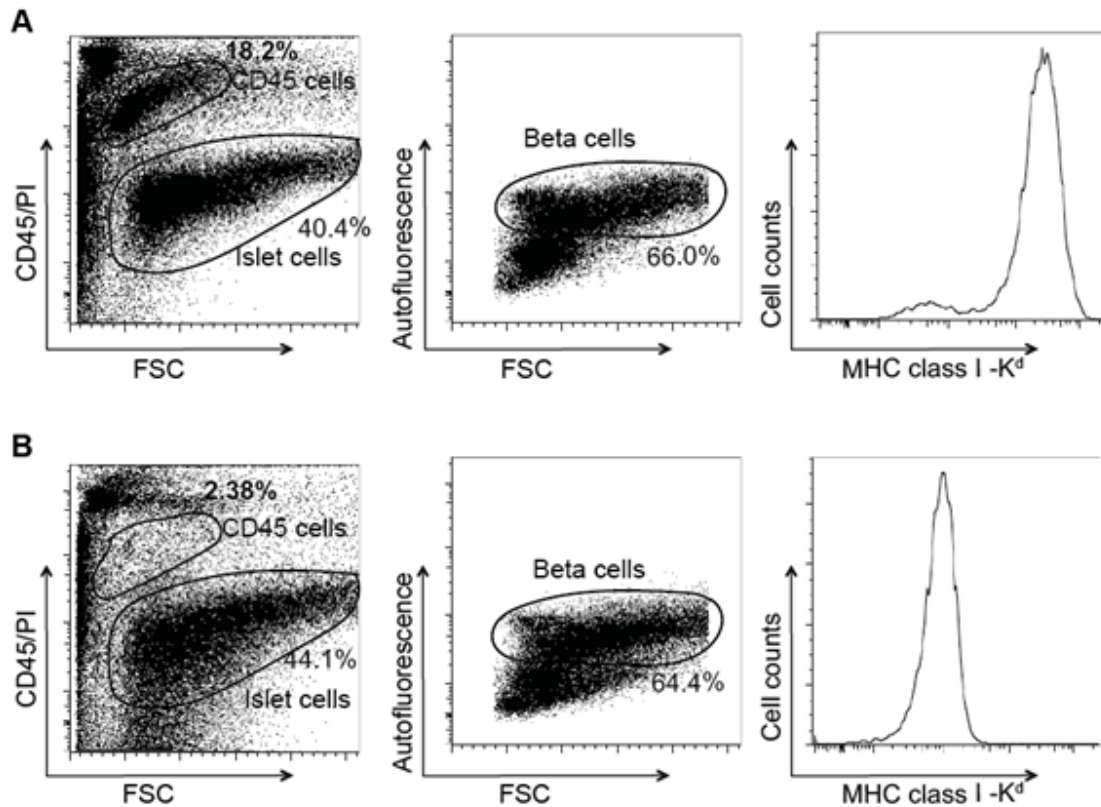 A
18.2%
CD45 cells
40.4%
Islet cells
CD45/PI
FSC
Beta cells
66.0%
Autofluorescence
FSC
Cell counts
MHC class I -Kᵈ
B
2.38%
CD45 cells
44.1%
Islet cells
CD45/PI
FSC
Beta cells
64.4%
Autofluorescence
FSC
Cell counts
MHC class I -Kᵈ